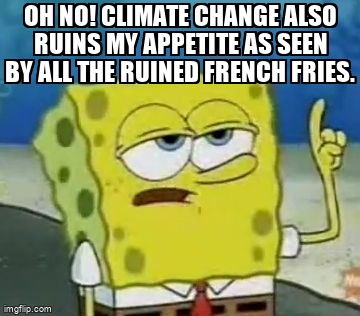 OH NO! CLIMATE CHANGE ALSO
RUINS MY APPETITE AS SEEN
BY ALL THE RUINED FRENCH FRIES.
imgflip.com